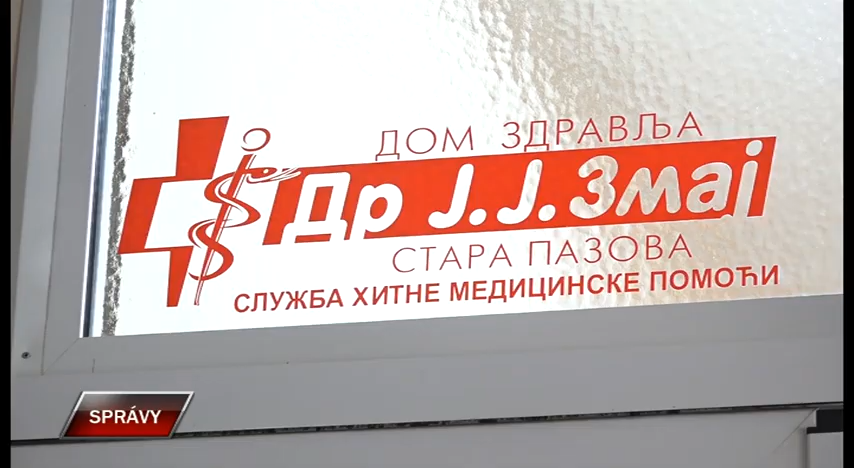 ДОМ ЗДРАВЉА
Др Ј.Ј.Змај
СТАРА ПАЗОВА
СЛУЖБА ХИТНЕ МЕДИЦИНСКЕ ПОМОЋИ
SPRÁVY